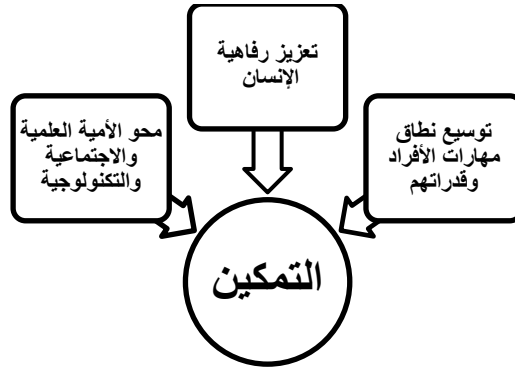 تعزيز رفاهية
الإنسان
توسيع نطاق
مهارات الأفراد
وقدراتهم
محو الأمية العلمية
والاجتماعية
والتكنولوجية
التمكين